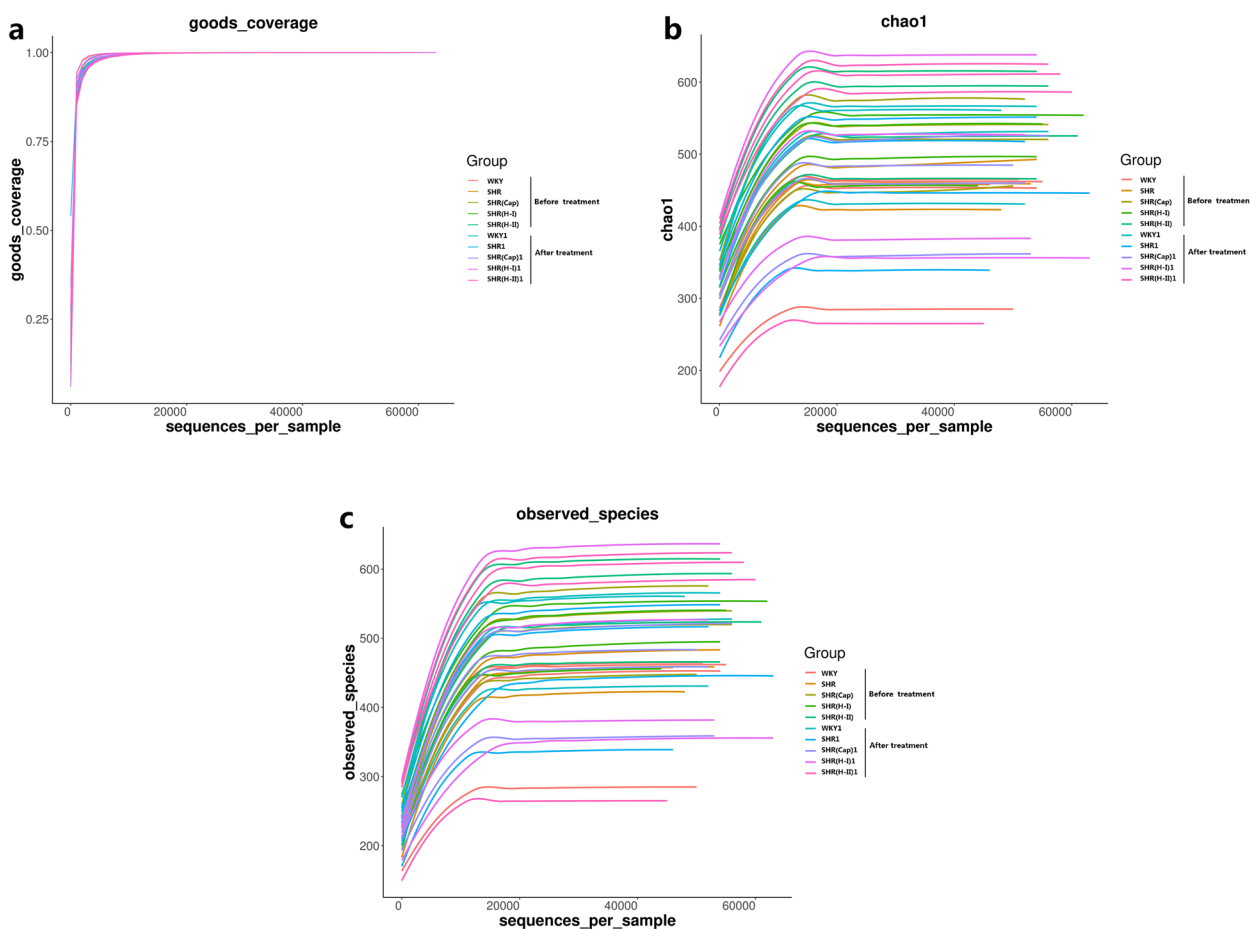 a
goods_coverage
1.00
0.75
0.50
0.25
goods_coverage
0
20000
40000
60000
sequences_per_sample
Group
WKY
SHR
SHR(Cap)
SHR(H-I)
SHR(H-II)
WKY1
SHR1
SHR(Cap)1
SHR(H-I)1
SHR(H-II)1
Before treatment
After treatment
b
chao1
600
500
400
300
200
chao1
0
20000
40000
60000
sequences_per_sample
Group
WKY
SHR
SHR(Cap)
SHR(H-I)
SHR(H-II)
WKY1
SHR1
SHR(Cap)1
SHR(H-I)1
SHR(H-II)1
Before treatmen
After treatment
c
observed_species
600
500
400
300
200
observed_species
0
20000
40000
60000
sequences_per_sample
Group
WKY
SHR
SHR(Cap)
SHR(H-I)
SHR(H-II)
WKY1
SHR1
SHR(Cap)1
SHR(H-I)1
SHR(H-II)1
Before treatment
After treatment